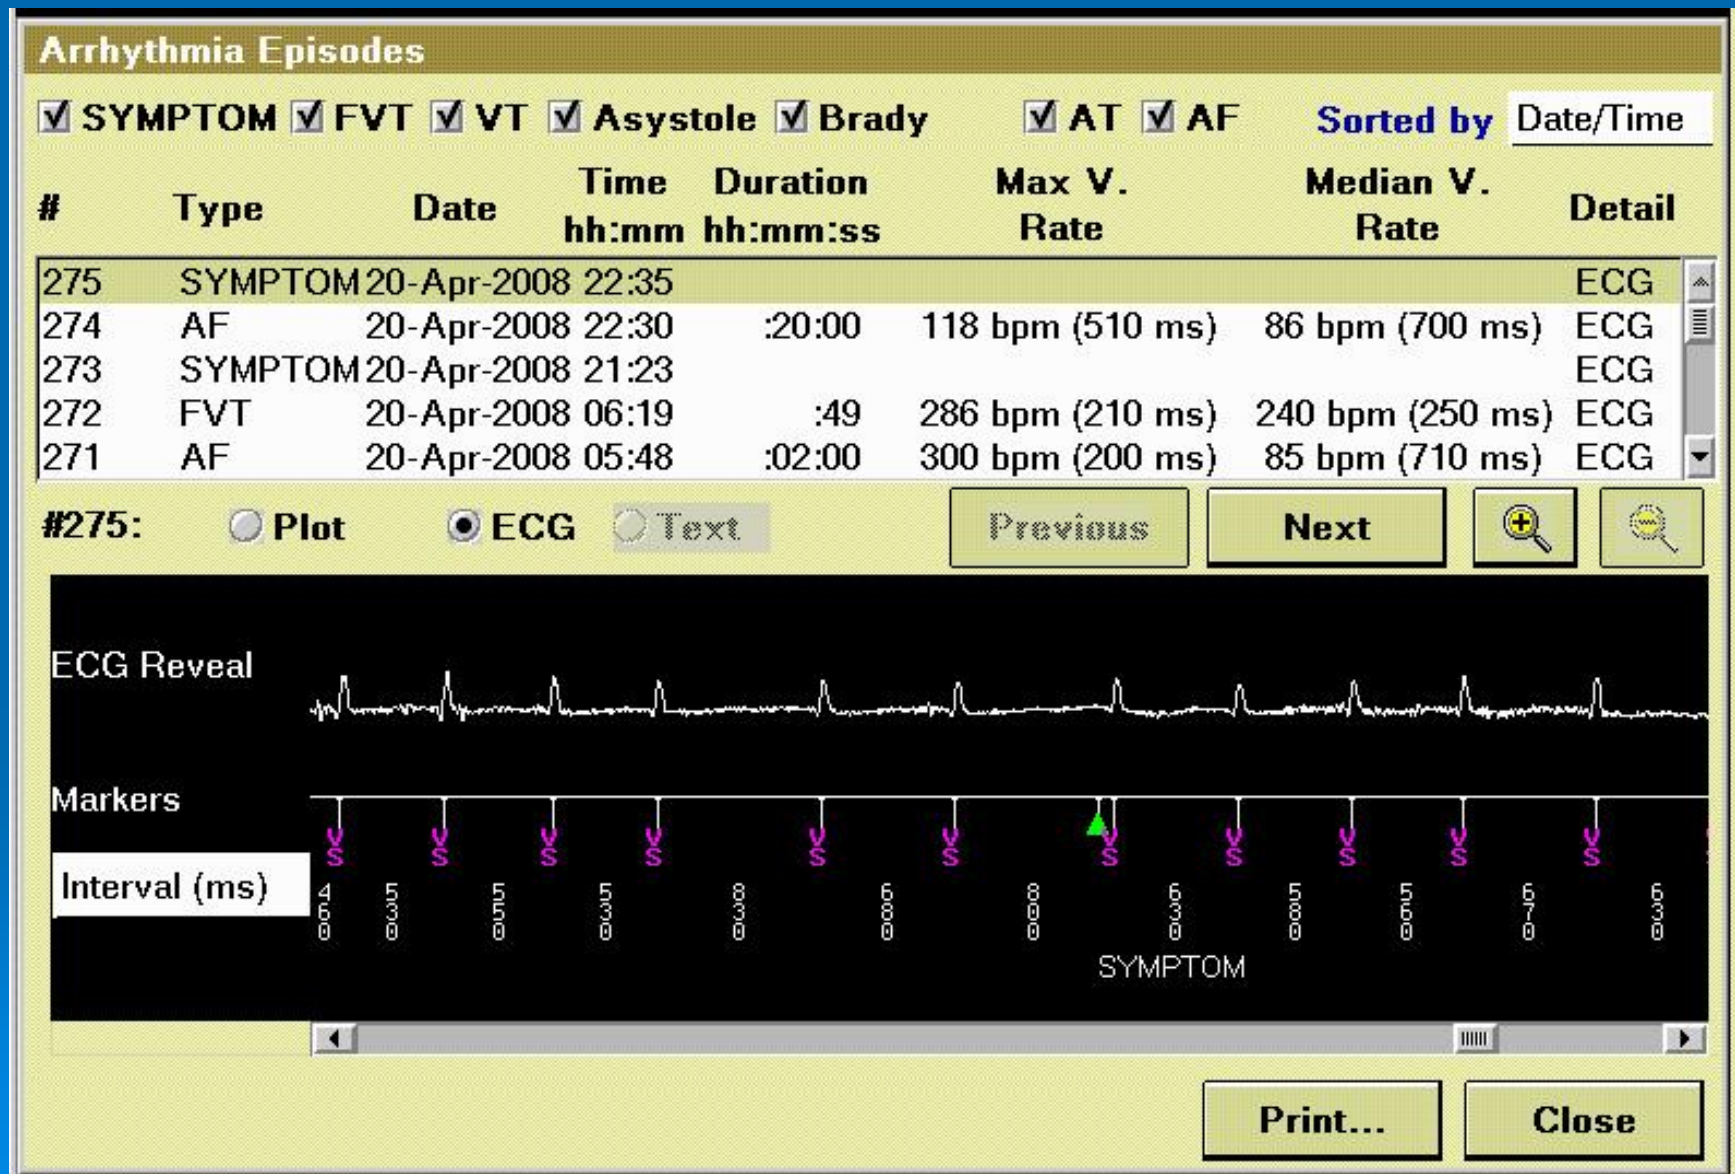 Arrhythmia Episodes
SYMPTOM FVT VT Asystole Brady AT AF Sorted by Date/Time
# Type Date Time hh:mm Duration hh:mm:ss Max V. Rate Median V. Rate Detail
275 SYMPTOM 20-Apr-2008 22:35 ECG
274 AF 20-Apr-2008 22:30 :20:00 118 bpm (510 ms) 86 bpm (700 ms) ECG
273 SYMPTOM 20-Apr-2008 21:23 ECG
272 FVT 20-Apr-2008 06:19 :49 286 bpm (210 ms) 240 bpm (250 ms) ECG
271 AF 20-Apr-2008 05:48 :02:00 300 bpm (200 ms) 85 bpm (710 ms) ECG
#275: Plot ECG Text Previous Next
ECG Reveal
Markers
VS VS VS VS VS VS VS VS VS VS VS
Interval (ms) 460 530 550 530 830 680 800 630 580 560 670 630
SYMPTOM
Print... Close